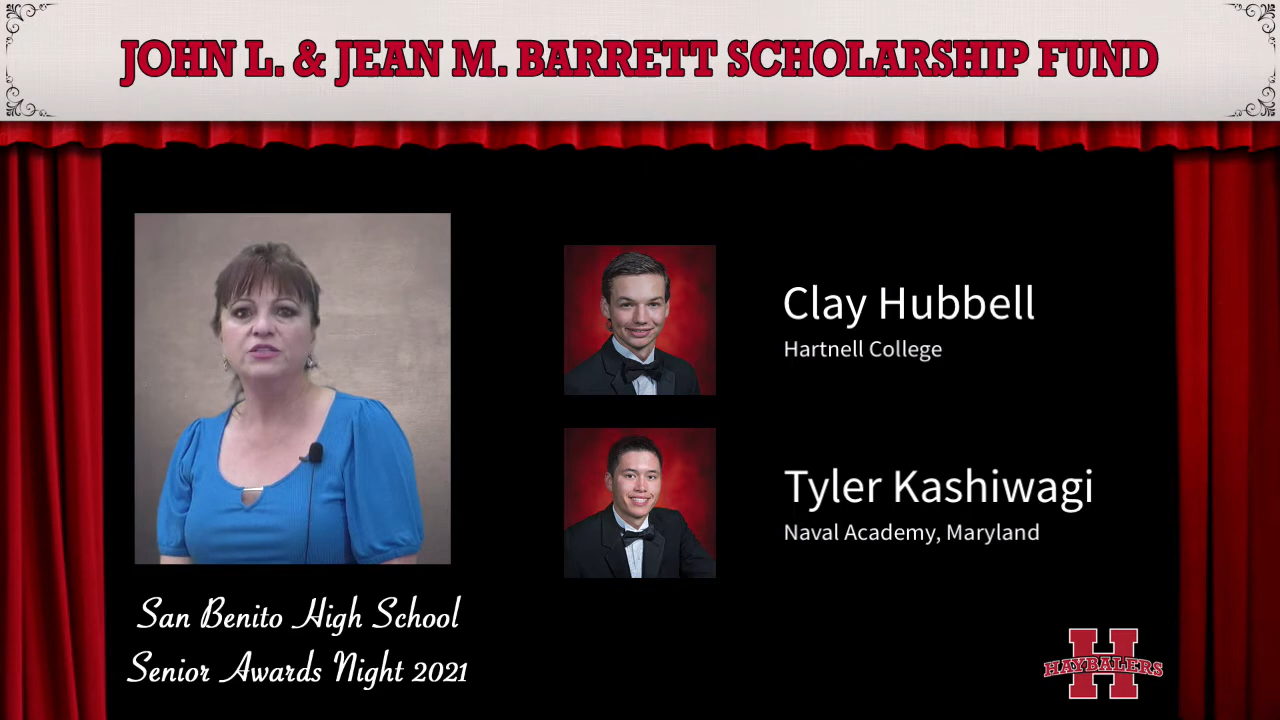 JOHN L. & JEAN M. BARRETT SCHOLARSHIP FUND
Clay Hubbell
Hartnell College
Tyler Kashiwagi
Naval Academy, Maryland
San Benito High School
Senior Awards Night 2021
H
HAYBALERS